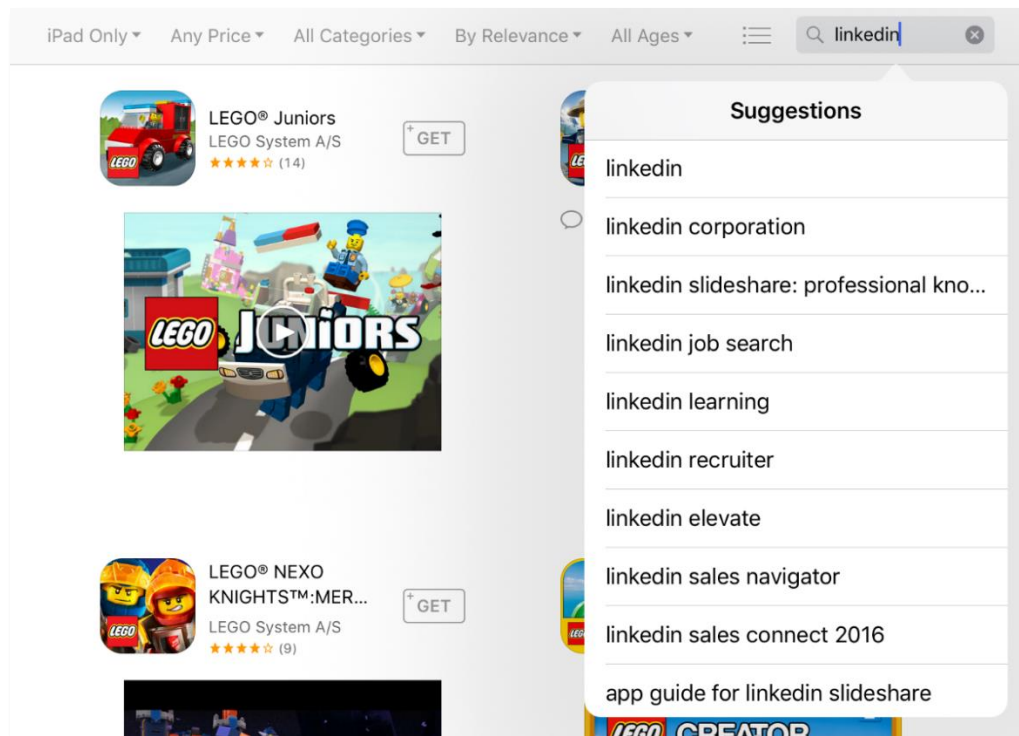 iPad Only ▾ Any Price ▾ All Categories ▾ By Relevance ▾ All Ages ▾ linkedin
LEGO® Juniors
LEGO System A/S
★★★★☆ (14)
+ GET
LEGO
LEGO JUNIORS
LEGO® NEXO
KNIGHTS™:MER...
LEGO System A/S
★★★★☆ (9)
+ GET
LEGO
Suggestions
linkedin
linkedin corporation
linkedin slideshare: professional kno...
linkedin job search
linkedin learning
linkedin recruiter
linkedin elevate
linkedin sales navigator
linkedin sales connect 2016
app guide for linkedin slideshare
LEGO CREATOR